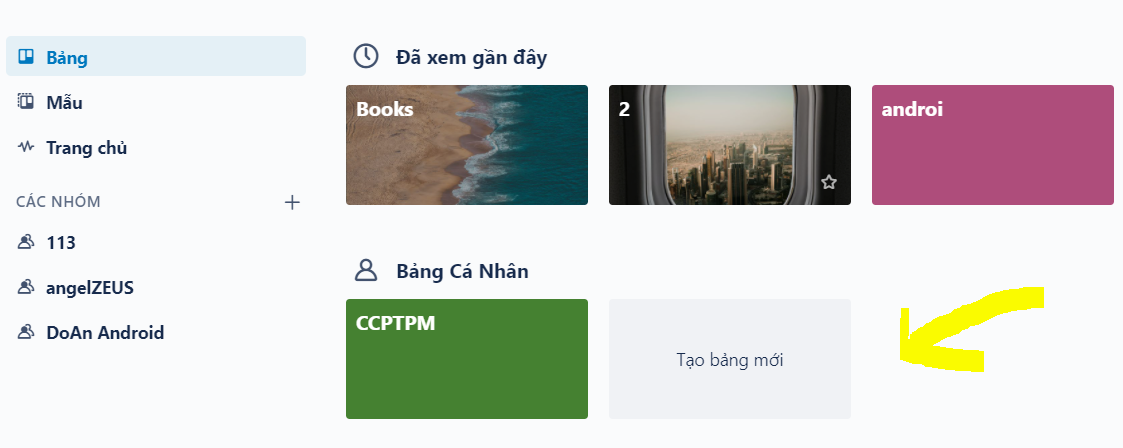 Bảng
Mẫu
Trang chủ
CÁC NHÓM
113
angelZEUS
DoAn Android
Đã xem gần đây
Books
2
androi
Bảng Cá Nhân
CCPTPM
Tạo bảng mới